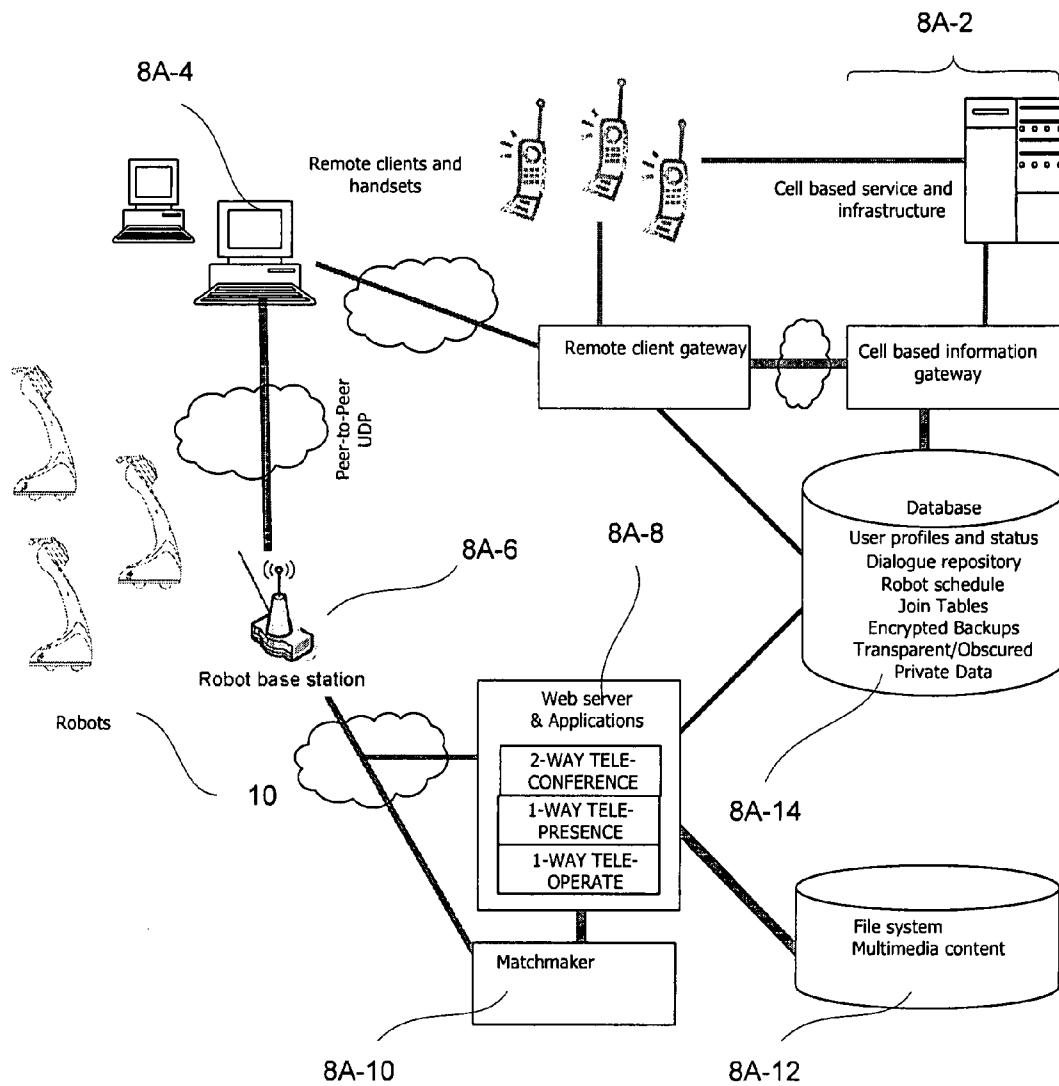 8A-2
8A-4
Remote clients and
handsets
Cell based service and
infrastructure
Remote client gateway
Cell based information
gateway
Peer-to-Peer
UDP
Database
User profiles and status
Dialogue repository
Robot schedule
Join Tables
Encrypted Backups
Transparent/Obscured
Private Data
8A-6
8A-8
Robot base station
Robots
10
Web server
& Applications
2-WAY TELE-
CONFERENCE
1-WAY TELE-
PRESENCE
1-WAY TELE-
OPERATE
8A-14
File system
Multimedia content
Matchmaker
8A-10
8A-12